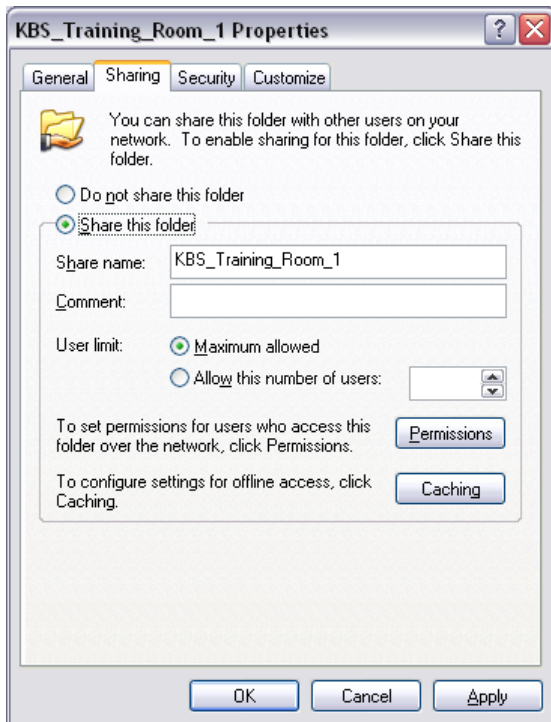 KBS_Training_Room_1 Properties
General Sharing Security Customize
You can share this folder with other users on your
network. To enable sharing for this folder, click Share this
folder.
Do not share this folder
Share this folder
Share name: KBS_Training_Room_1
Comment:
User limit: Maximum allowed
Allow this number of users:
To set permissions for users who access this
folder over the network, click Permissions.
Permissions
To configure settings for offline access, click
Caching.
Caching
OK Cancel Apply